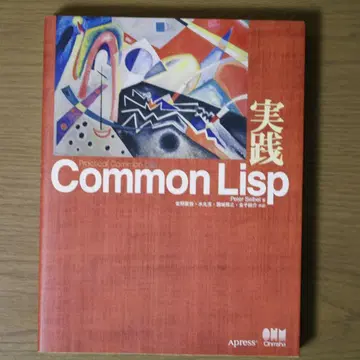 実践
Practical Common Lisp
Common Lisp
Peter Seibel 著
Apress
Ohmsha